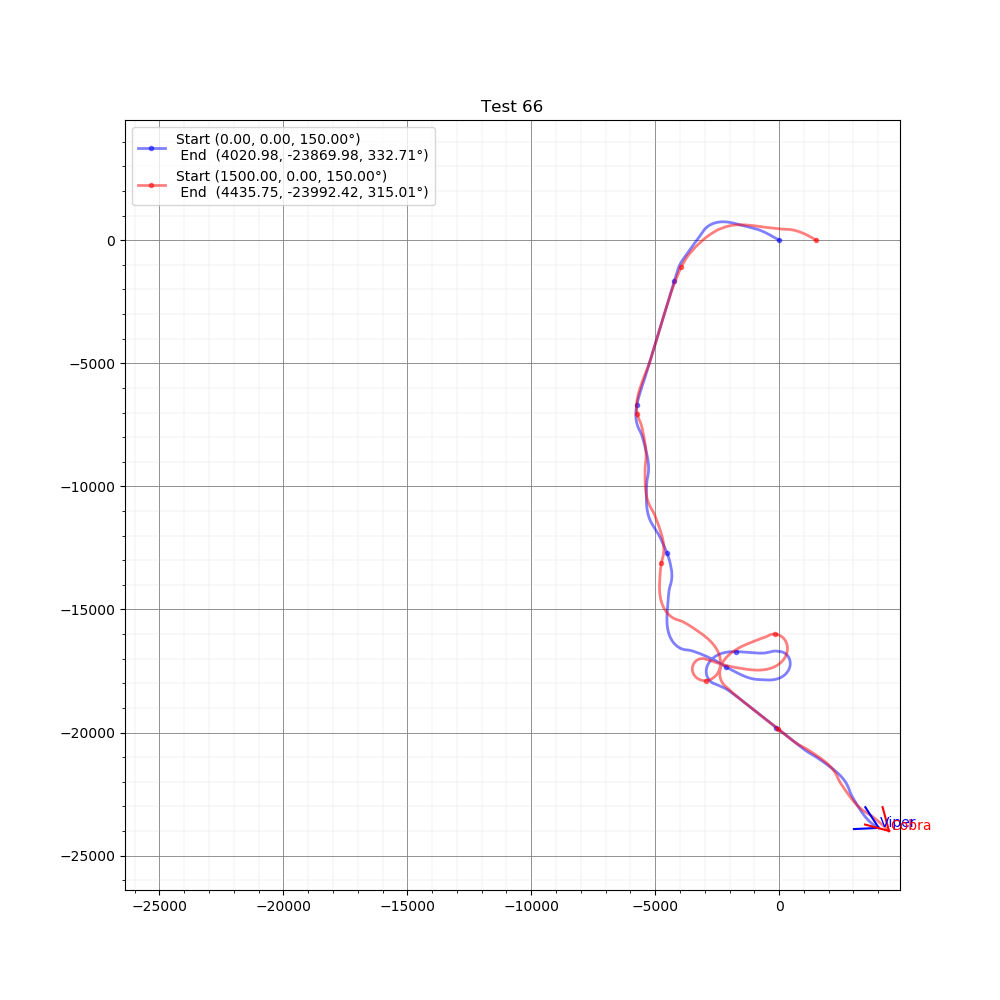 Test 66
Start (0.00, 0.00, 150.00°)
End (4020.98, -23869.98, 332.71°)
Start (1500.00, 0.00, 150.00°)
End (4435.75, -23992.42, 315.01°)
0
−5000
−10000
−15000
−20000
−25000
Viper
Cobra
−25000 −20000 −15000 −10000 −5000 0